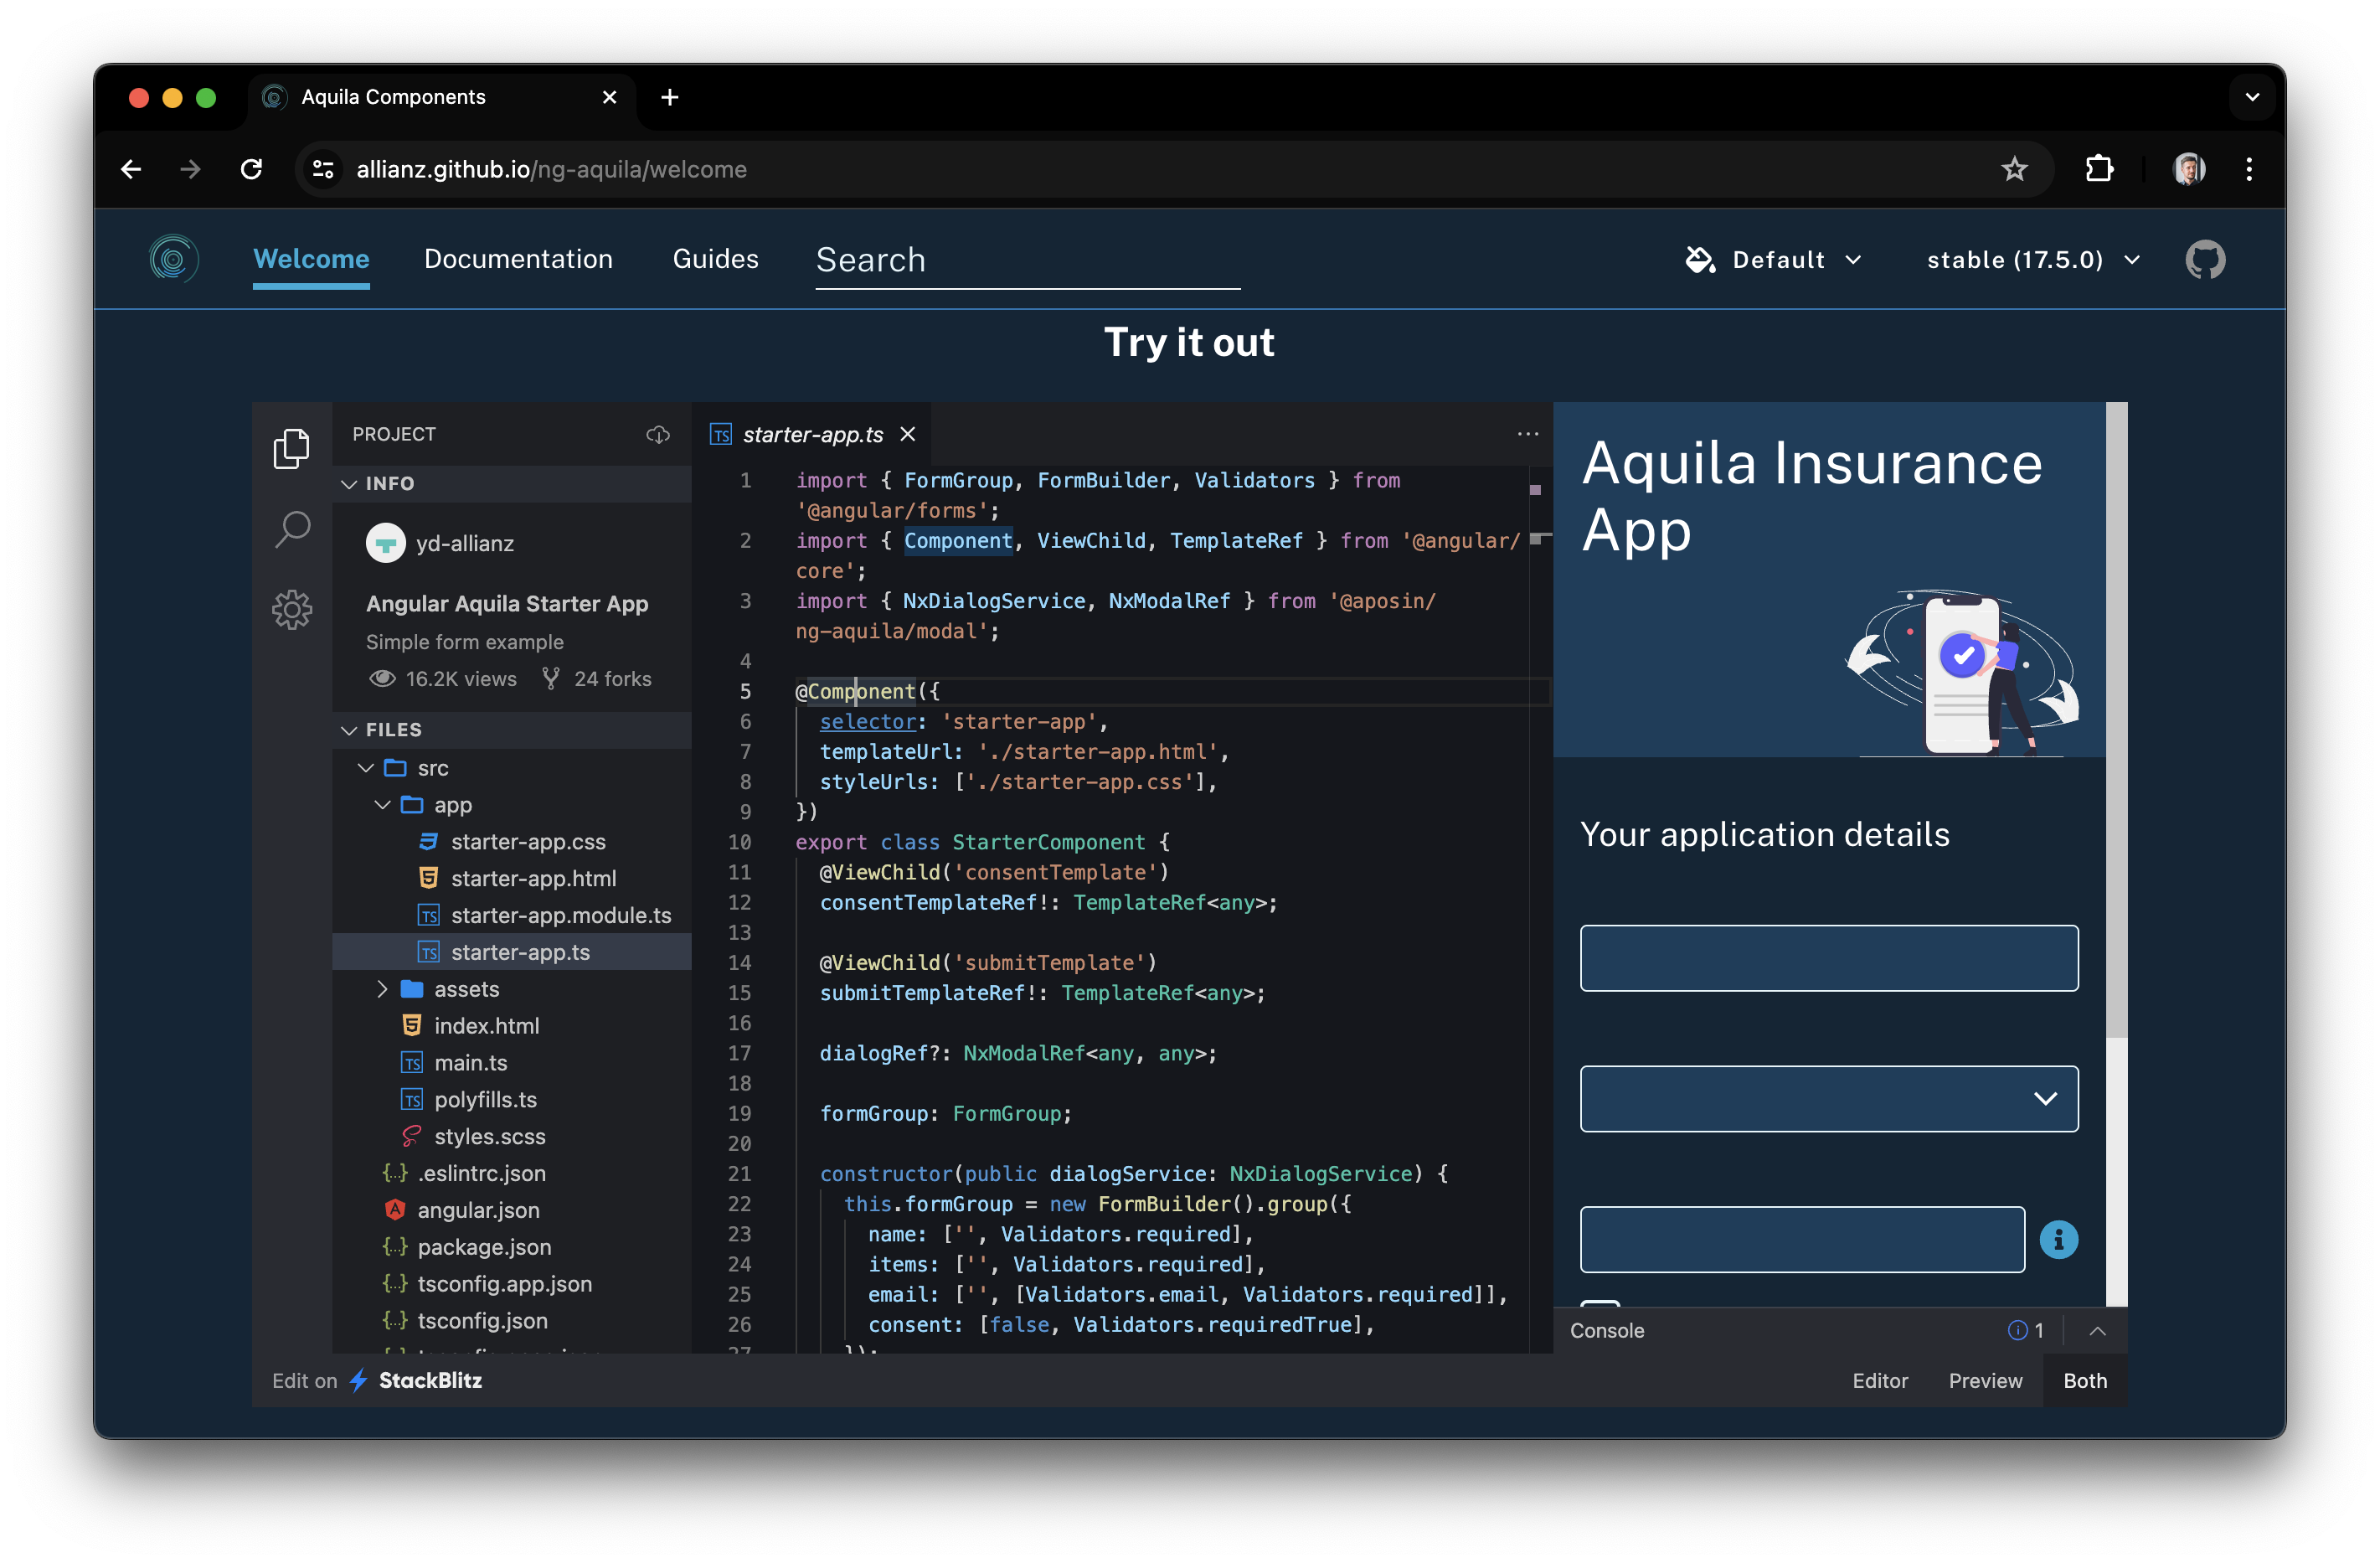 Aquila Components
allianz.github.io/ng-aquila/welcome
Welcome
Documentation
Guides
Search
Default
stable (17.5.0)
Try it out
PROJECT
INFO
yd-allianz
Angular Aquila Starter App
Simple form example
16.2K views
24 forks
FILES
src
app
starter-app.css
starter-app.html
TS starter-app.module.ts
TS starter-app.ts
assets
index.html
TS main.ts
TS polyfills.ts
styles.scss
{..} .eslintrc.json
angular.json
{..} package.json
{..} tsconfig.app.json
{..} tsconfig.json
TS starter-app.ts
1 import { FormGroup, FormBuilder, Validators } from
'@angular/forms';
2 import { Component, ViewChild, TemplateRef } from '@angular/
core';
3 import { NxDialogService, NxModalRef } from '@aposin/
ng-aquila/modal';
4
5 @Component({
6 selector: 'starter-app',
7 templateUrl: './starter-app.html',
8 styleUrls: ['./starter-app.css'],
9 })
10 export class StarterComponent {
11 @ViewChild('consentTemplate')
12 consentTemplateRef!: TemplateRef<any>;
13
14 @ViewChild('submitTemplate')
15 submitTemplateRef!: TemplateRef<any>;
16
17 dialogRef?: NxModalRef<any, any>;
18
19 formGroup: FormGroup;
20
21 constructor(public dialogService: NxDialogService) {
22 this.formGroup = new FormBuilder().group({
23 name: ['', Validators.required],
24 items: ['', Validators.required],
25 email: ['', [Validators.email, Validators.required]],
26 consent: [false, Validators.requiredTrue],
27 });
Aquila Insurance
App
Your application details
Console
1
Edit on StackBlitz
Editor
Preview
Both